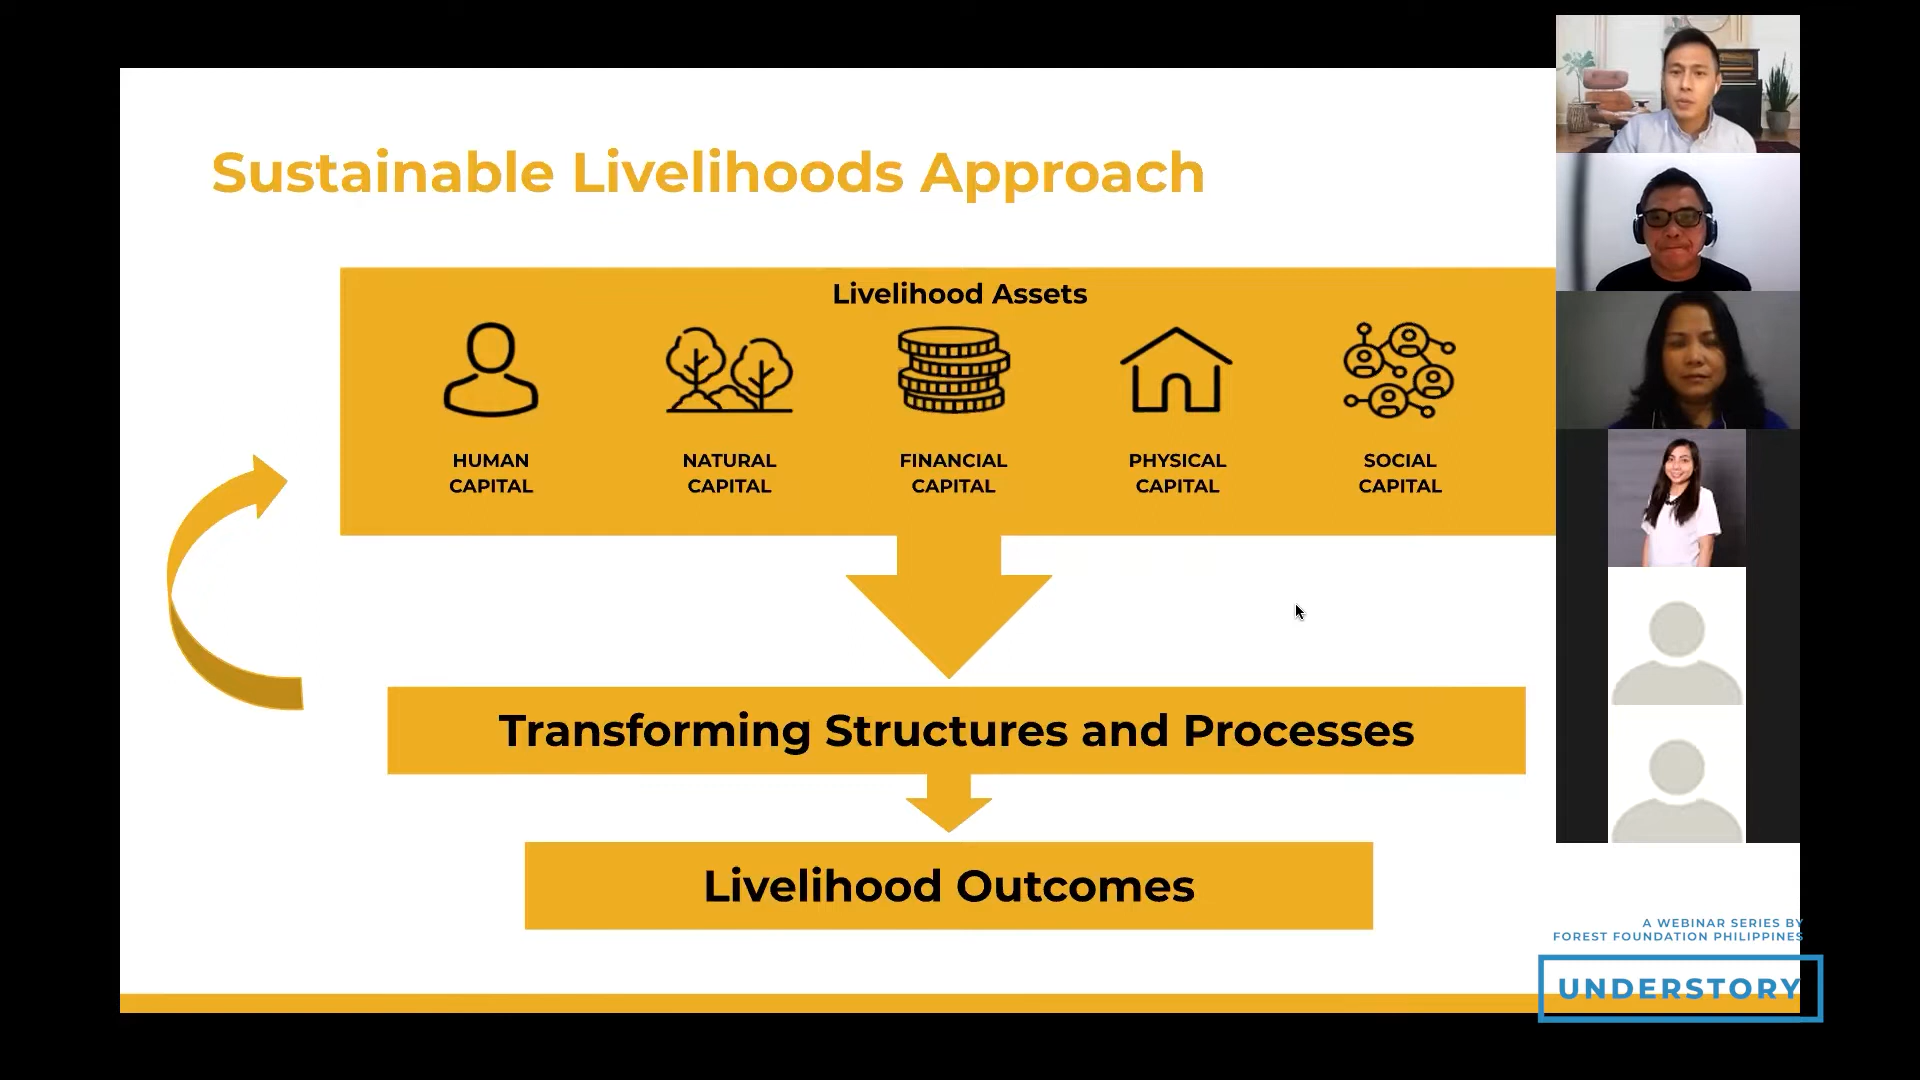 Sustainable Livelihoods Approach
Livelihood Assets
HUMAN
CAPITAL
NATURAL
CAPITAL
FINANCIAL
CAPITAL
PHYSICAL
CAPITAL
SOCIAL
CAPITAL
Transforming Structures and Processes
Livelihood Outcomes
A WEBINAR SERIES BY
FOREST FOUNDATION PHILIPPINES
UNDERSTORY